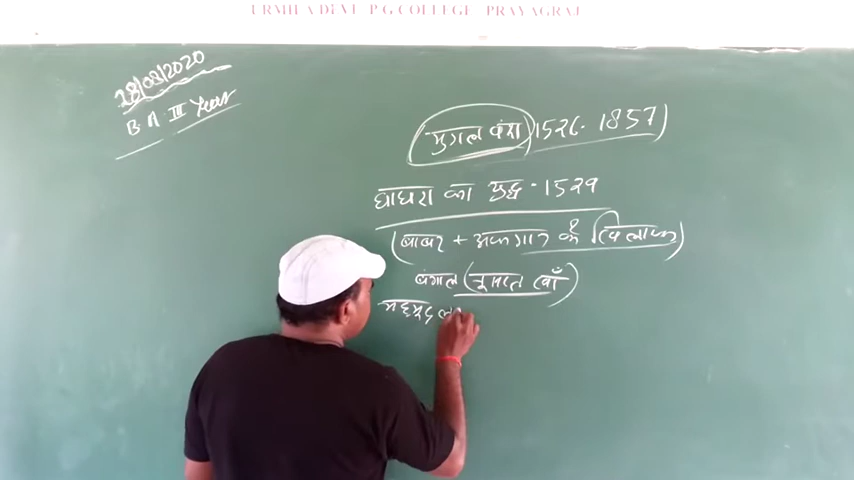 URMILA DEVI P.G COLLEGE PRAYAGRAJ
28/08/2020
B.A III Year
मुगल वंश 1526-1857)
घाघरा का युद्ध - 1529
(बाबर + अफगान के खिलाफ)
बंगाल (नुसरत खाँ)
महमूद ल